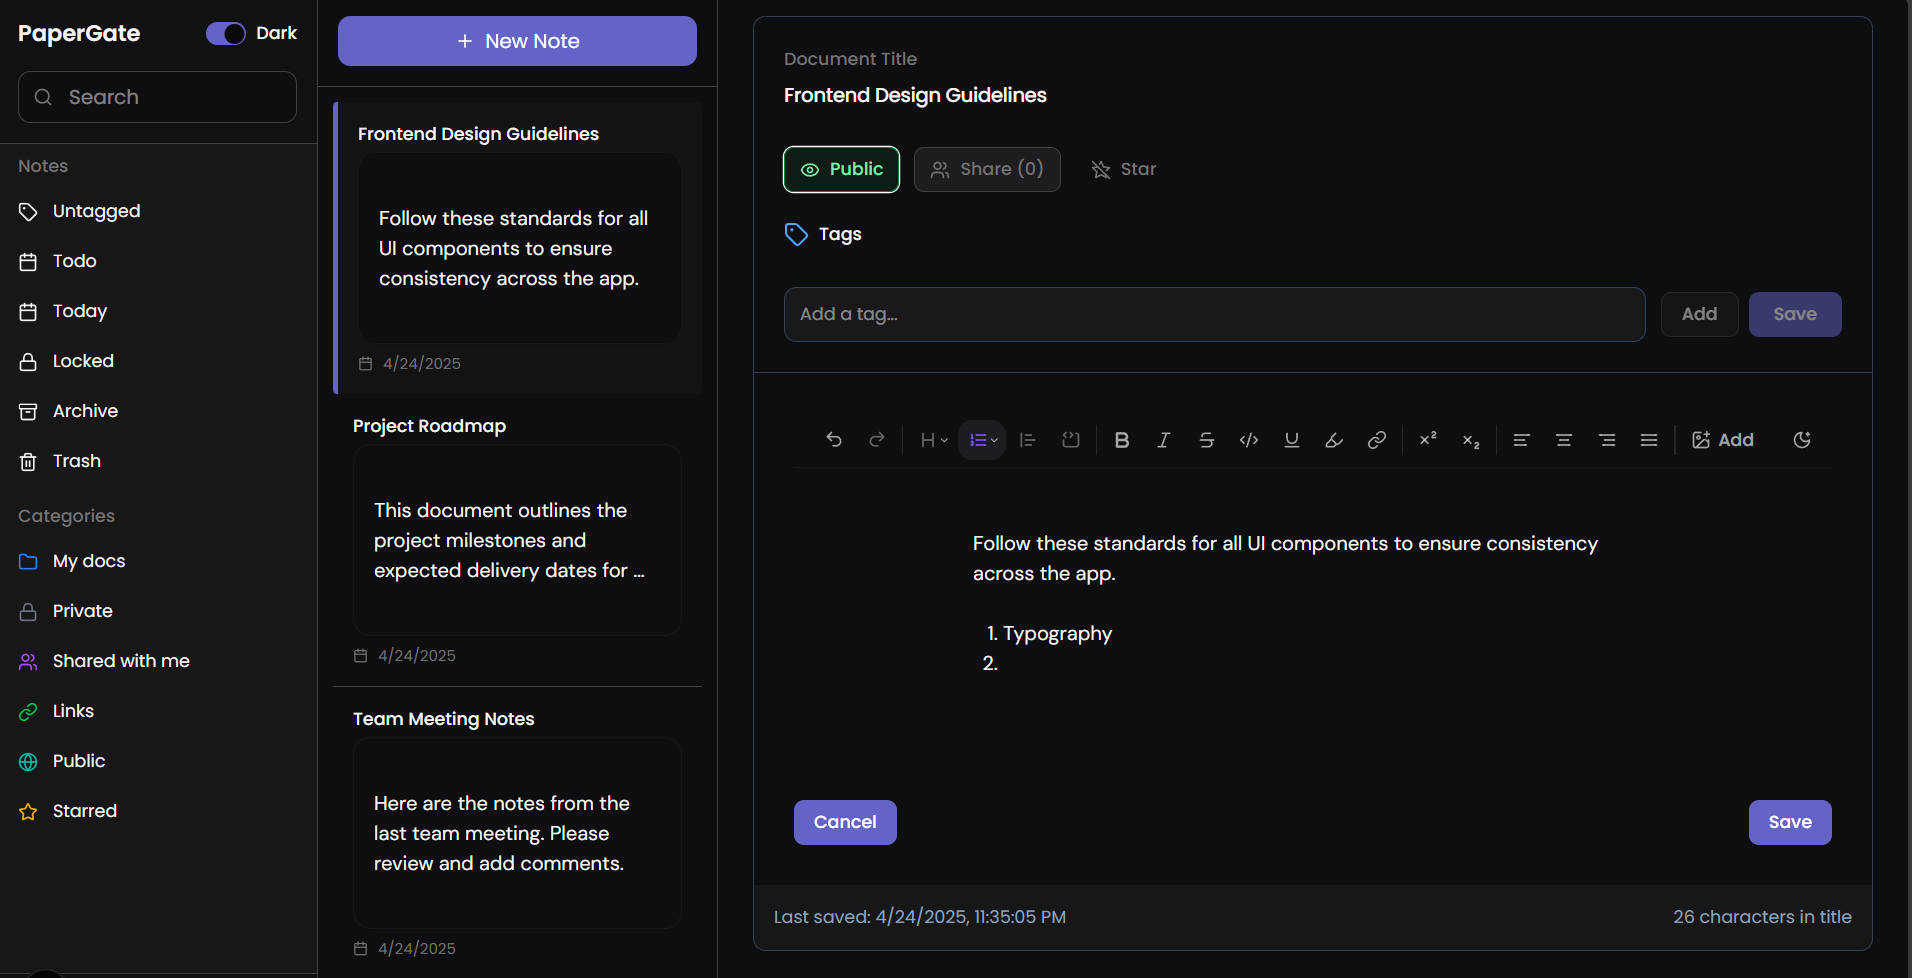 PaperGate
Dark
Search
Notes
Untagged
Todo
Today
Locked
Archive
Trash
Categories
My docs
Private
Shared with me
Links
Public
Starred
+ New Note
Frontend Design Guidelines
Follow these standards for all
UI components to ensure
consistency across the app.
4/24/2025
Project Roadmap
This document outlines the
project milestones and
expected delivery dates for ...
4/24/2025
Team Meeting Notes
Here are the notes from the
last team meeting. Please
review and add comments.
4/24/2025
Document Title
Frontend Design Guidelines
Public
Share (0)
Star
Tags
Add a tag...
Add
Save
H
B I S </> U x² x₂
Add
Follow these standards for all UI components to ensure consistency
across the app.
1. Typography
2.
Cancel
Save
Last saved: 4/24/2025, 11:35:05 PM
26 characters in title